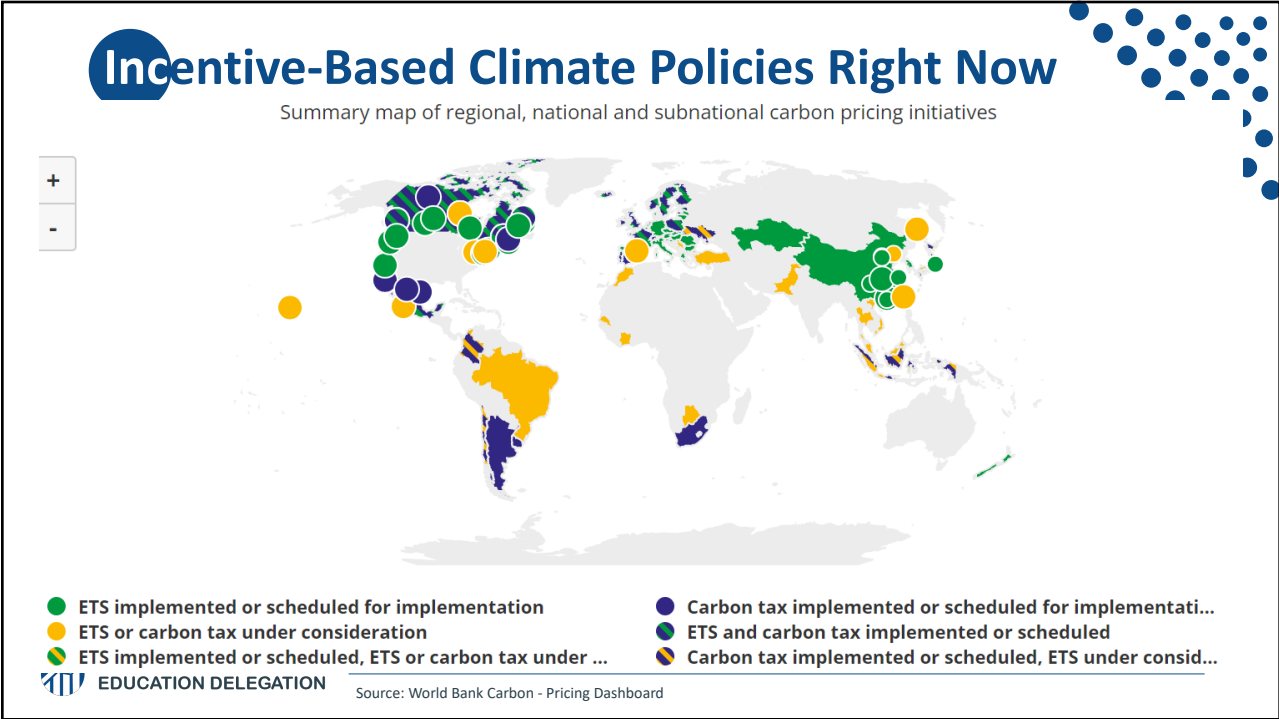 Incentive-Based Climate Policies Right Now
Summary map of regional, national and subnational carbon pricing initiatives
+
-
ETS implemented or scheduled for implementation
Carbon tax implemented or scheduled for implementati...
ETS or carbon tax under consideration
ETS and carbon tax implemented or scheduled
ETS implemented or scheduled, ETS or carbon tax under ...
Carbon tax implemented or scheduled, ETS under consid...
EDUCATION DELEGATION
Source: World Bank Carbon - Pricing Dashboard